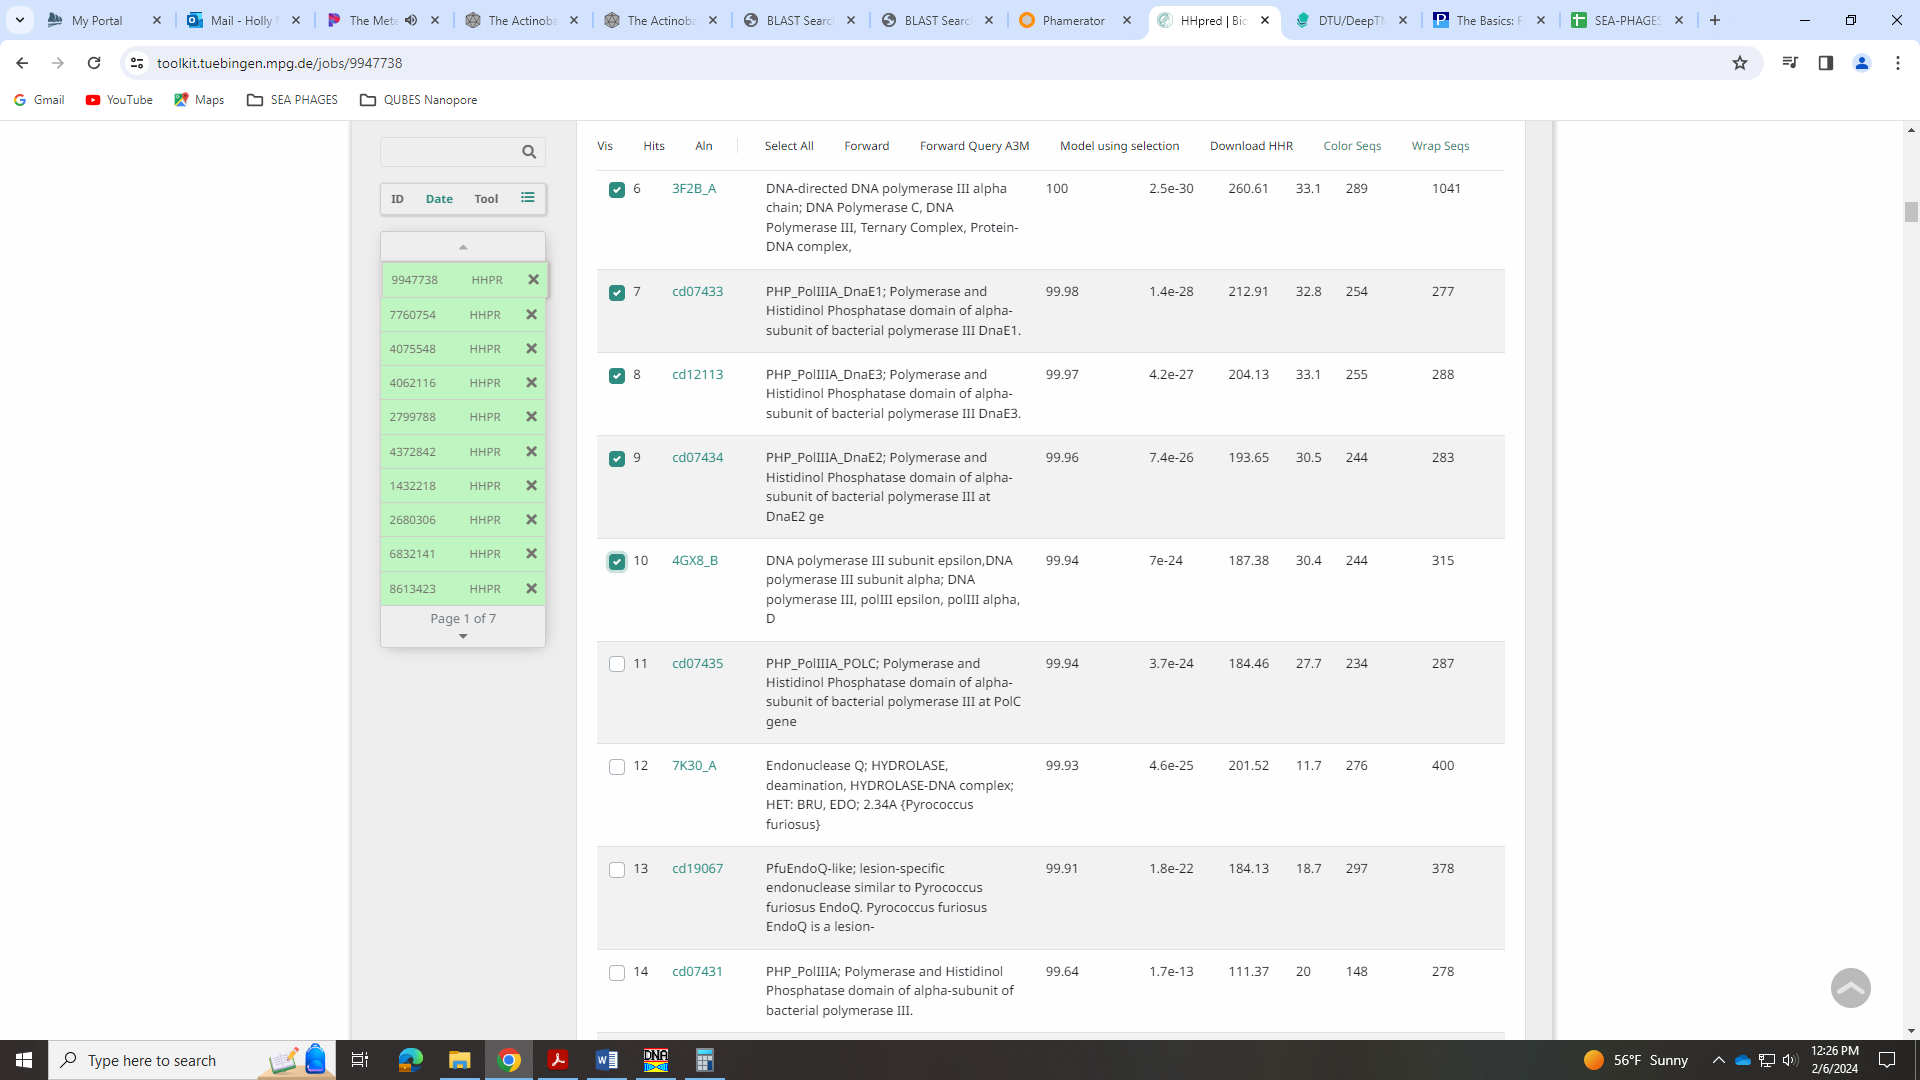 My Portal
Mail - Holly
The Mete
The Actinoba
The Actinoba
BLAST Searc
BLAST Searc
Phamerator
HHpred | Bio
DTU/DeepTM
The Basics:
SEA-PHAGES
toolkit.tuebingen.mpg.de/jobs/9947738
Gmail
YouTube
Maps
SEA PHAGES
QUBES Nanopore
Vis Hits Aln Select All Forward Forward Query A3M Model using selection Download HHR Color Seqs Wrap Seqs
ID Date Tool
9947738 HHPR
7760754 HHPR
4075548 HHPR
4062116 HHPR
2799788 HHPR
4372842 HHPR
1432218 HHPR
2680306 HHPR
6832141 HHPR
8613423 HHPR
Page 1 of 7
6 3F2B_A DNA-directed DNA polymerase III alpha 100 2.5e-30 260.61 33.1 289 1041
chain; DNA Polymerase C, DNA
Polymerase III, Ternary Complex, Protein-
DNA complex,
7 cd07433 PHP_PolIIIA_DnaE1; Polymerase and 99.98 1.4e-28 212.91 32.8 254 277
Histidinol Phosphatase domain of alpha-
subunit of bacterial polymerase III DnaE1.
8 cd12113 PHP_PolIIIA_DnaE3; Polymerase and 99.97 4.2e-27 204.13 33.1 255 288
Histidinol Phosphatase domain of alpha-
subunit of bacterial polymerase III DnaE3.
9 cd07434 PHP_PolIIIA_DnaE2; Polymerase and 99.96 7.4e-26 193.65 30.5 244 283
Histidinol Phosphatase domain of alpha-
subunit of bacterial polymerase III at
DnaE2 ge
10 4GX8_B DNA polymerase III subunit epsilon,DNA 99.94 7e-24 187.38 30.4 244 315
polymerase III subunit alpha; DNA
polymerase III, polIII epsilon, polIII alpha,
D
11 cd07435 PHP_PolIIIA_POLC; Polymerase and 99.94 3.7e-24 184.46 27.7 234 287
Histidinol Phosphatase domain of alpha-
subunit of bacterial polymerase III at PolC
gene
12 7K30_A Endonuclease Q; HYDROLASE, 99.93 4.6e-25 201.52 11.7 276 400
deamination, HYDROLASE-DNA complex;
HET: BRU, EDO; 2.34A {Pyrococcus
furiosus}
13 cd19067 PfuEndoQ-like; lesion-specific 99.91 1.8e-22 184.13 18.7 297 378
endonuclease similar to Pyrococcus
furiosus EndoQ. Pyrococcus furiosus
EndoQ is a lesion-
14 cd07431 PHP_PolIIIA; Polymerase and Histidinol 99.64 1.7e-13 111.37 20 148 278
Phosphatase domain of alpha-subunit of
bacterial polymerase III.
Type here to search
DNA
56°F Sunny
12:26 PM
2/6/2024